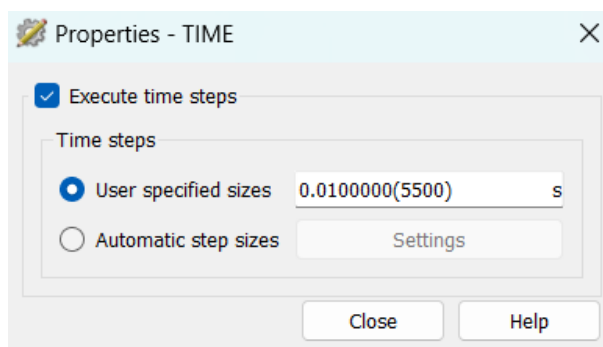 Properties - TIME
Execute time steps
Time steps
User specified sizes 0.0100000(5500) s
Automatic step sizes Settings
Close Help